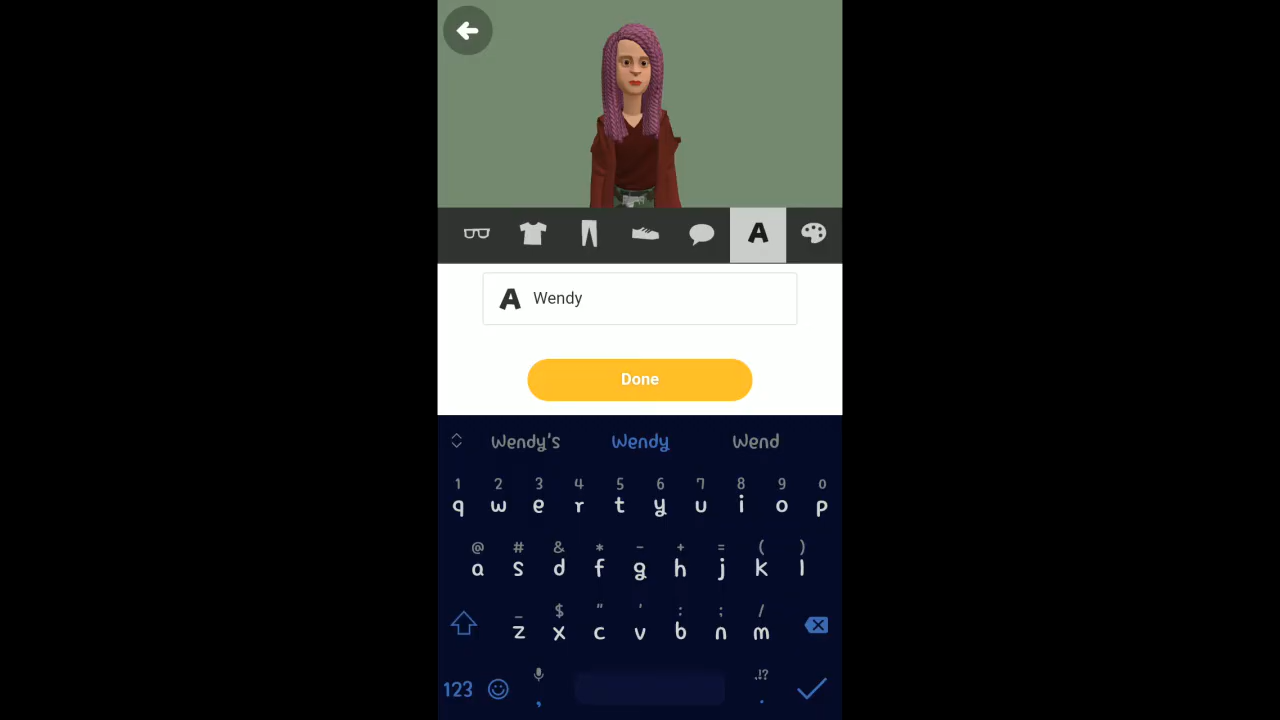 A
A Wendy
Done
Wendy's Wendy Wend
1 2 3 4 5 6 7 8 9 0
q w e r t y u i o p
@ # & * - + = ( )
a s d f g h j k l
_ $ " ' : ; /
z x c v b n m
.!?
123 , .